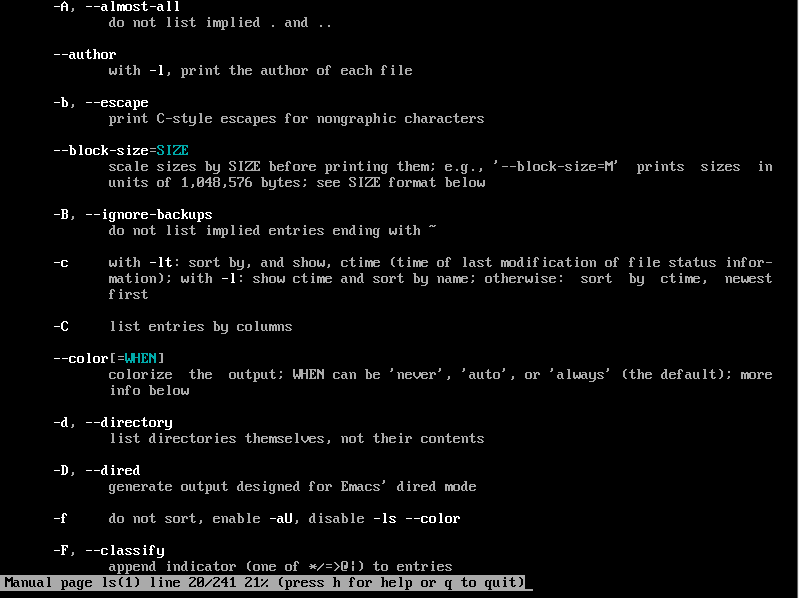 -A, --almost-all
do not list implied . and ..
--author
with -l, print the author of each file
-b, --escape
print C-style escapes for nongraphic characters
--block-size=SIZE
scale sizes by SIZE before printing them; e.g., '--block-size=M' prints sizes in
units of 1,048,576 bytes; see SIZE format below
-B, --ignore-backups
do not list implied entries ending with ~
-c with -lt: sort by, and show, ctime (time of last modification of file status infor-
mation); with -l: show ctime and sort by name; otherwise: sort by ctime, newest
first
-C list entries by columns
--color[=WHEN]
colorize the output; WHEN can be 'never', 'auto', or 'always' (the default); more
info below
-d, --directory
list directories themselves, not their contents
-D, --dired
generate output designed for Emacs' dired mode
-f do not sort, enable -aU, disable -ls --color
-F, --classify
append indicator (one of */=>@|) to entries
Manual page ls(1) line 20/241 21% (press h for help or q to quit)